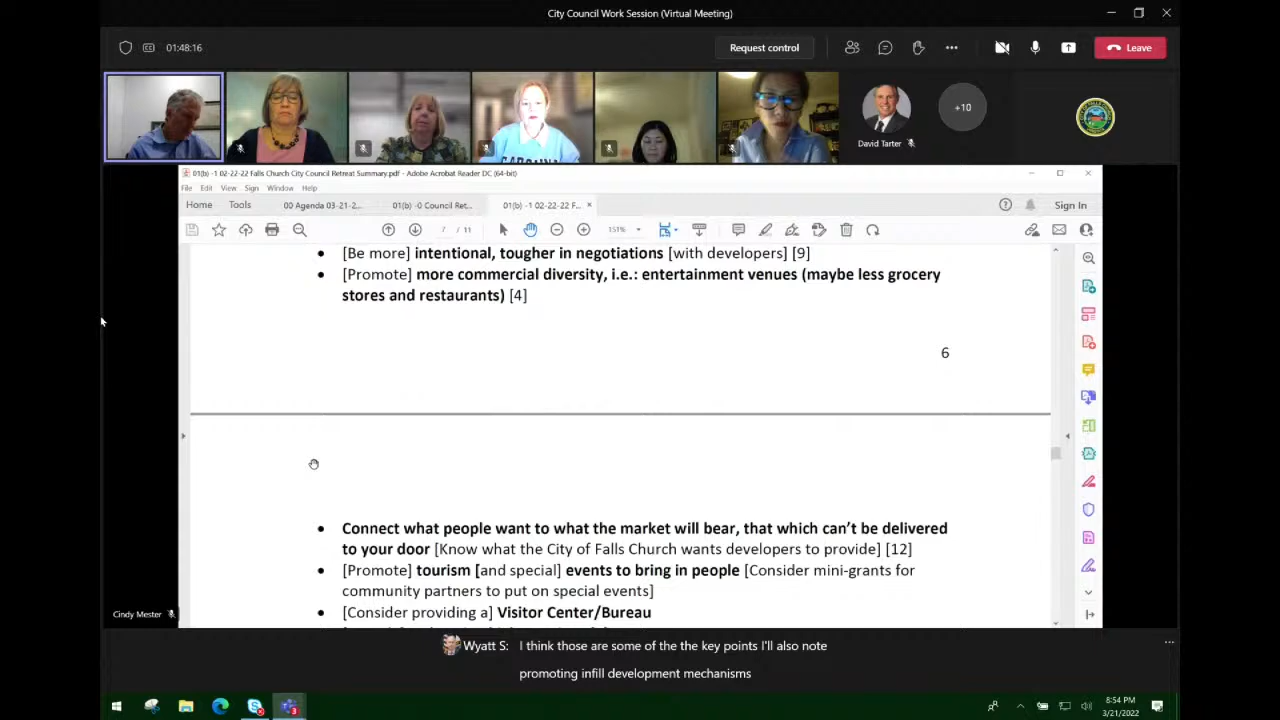 City Council Work Session (Virtual Meeting)
01:48:16
Request control
Leave
David Tarter
+10
01(b) -1 02-22-22 Falls Church City Council Retreat Summary.pdf - Adobe Acrobat Reader DC (64-bit)
File Edit View Sign Window Help
Home Tools 00 Agenda 03-21-2... 01(b) -0 Council Ret... 01(b) -1 02-22-22 F... Sign In
7 / 11 151%
• [Be more] intentional, tougher in negotiations [with developers] [9]
• [Promote] more commercial diversity, i.e.: entertainment venues (maybe less grocery
stores and restaurants) [4]
6
• Connect what people want to what the market will bear, that which can't be delivered
to your door [Know what the City of Falls Church wants developers to provide] [12]
• [Promote] tourism [and special] events to bring in people [Consider mini-grants for
community partners to put on special events]
• [Consider providing a] Visitor Center/Bureau
Cindy Mester
Wyatt S: I think those are some of the the key points I'll also note
promoting infill development mechanisms
8:54 PM
3/21/2022